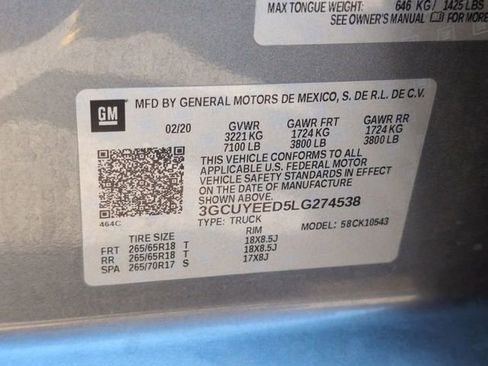 MAX TONGUE WEIGHT: 646 KG/ 1425 LBS
SEE OWNER'S MANUAL FOR MORE
GM
MFD BY GENERAL MOTORS DE MEXICO, S. DE R.L. DE C.V.
02/20 GVWR GAWR FRT GAWR RR
3221 KG 1724 KG 1724 KG
7100 LB 3800 LB 3800 LB
THIS VEHICLE CONFORMS TO ALL
APPLICABLE U.S. FEDERAL MOTOR
VEHICLE SAFETY STANDARDS IN
EFFECT ON THE DATE OF
MANUFACTURE SHOWN ABOVE.
464C
3GCUYEED5LG274538
TYPE: TRUCK MODEL: 58CK10543
TIRE SIZE RIM
FRT 265/65R18 T 18X8.5J
RR 265/65R18 T 18X8.5J
SPA 265/70R17 S 17X8J